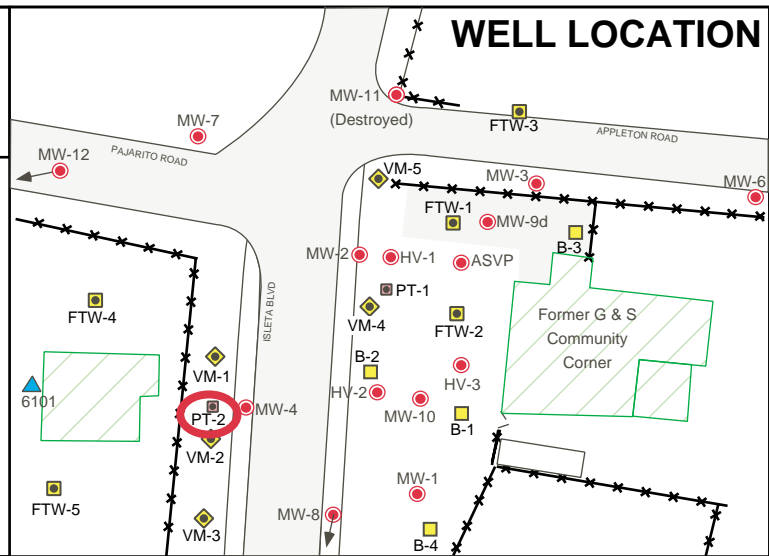 WELL LOCATION
MW-11
(Destroyed)
MW-7
FTW-3
APPLETON ROAD
PAJARITO ROAD
MW-12
VM-5
MW-3
MW-6
FTW-1
MW-9d
B-3
MW-2
HV-1
ASVP
PT-1
ISLETA BLVD
FTW-4
VM-4
FTW-2
Former G & S
Community
Corner
VM-1
B-2
HV-3
6101
HV-2
MW-4
MW-10
PT-2
B-1
VM-2
MW-1
FTW-5
MW-8
VM-3
B-4